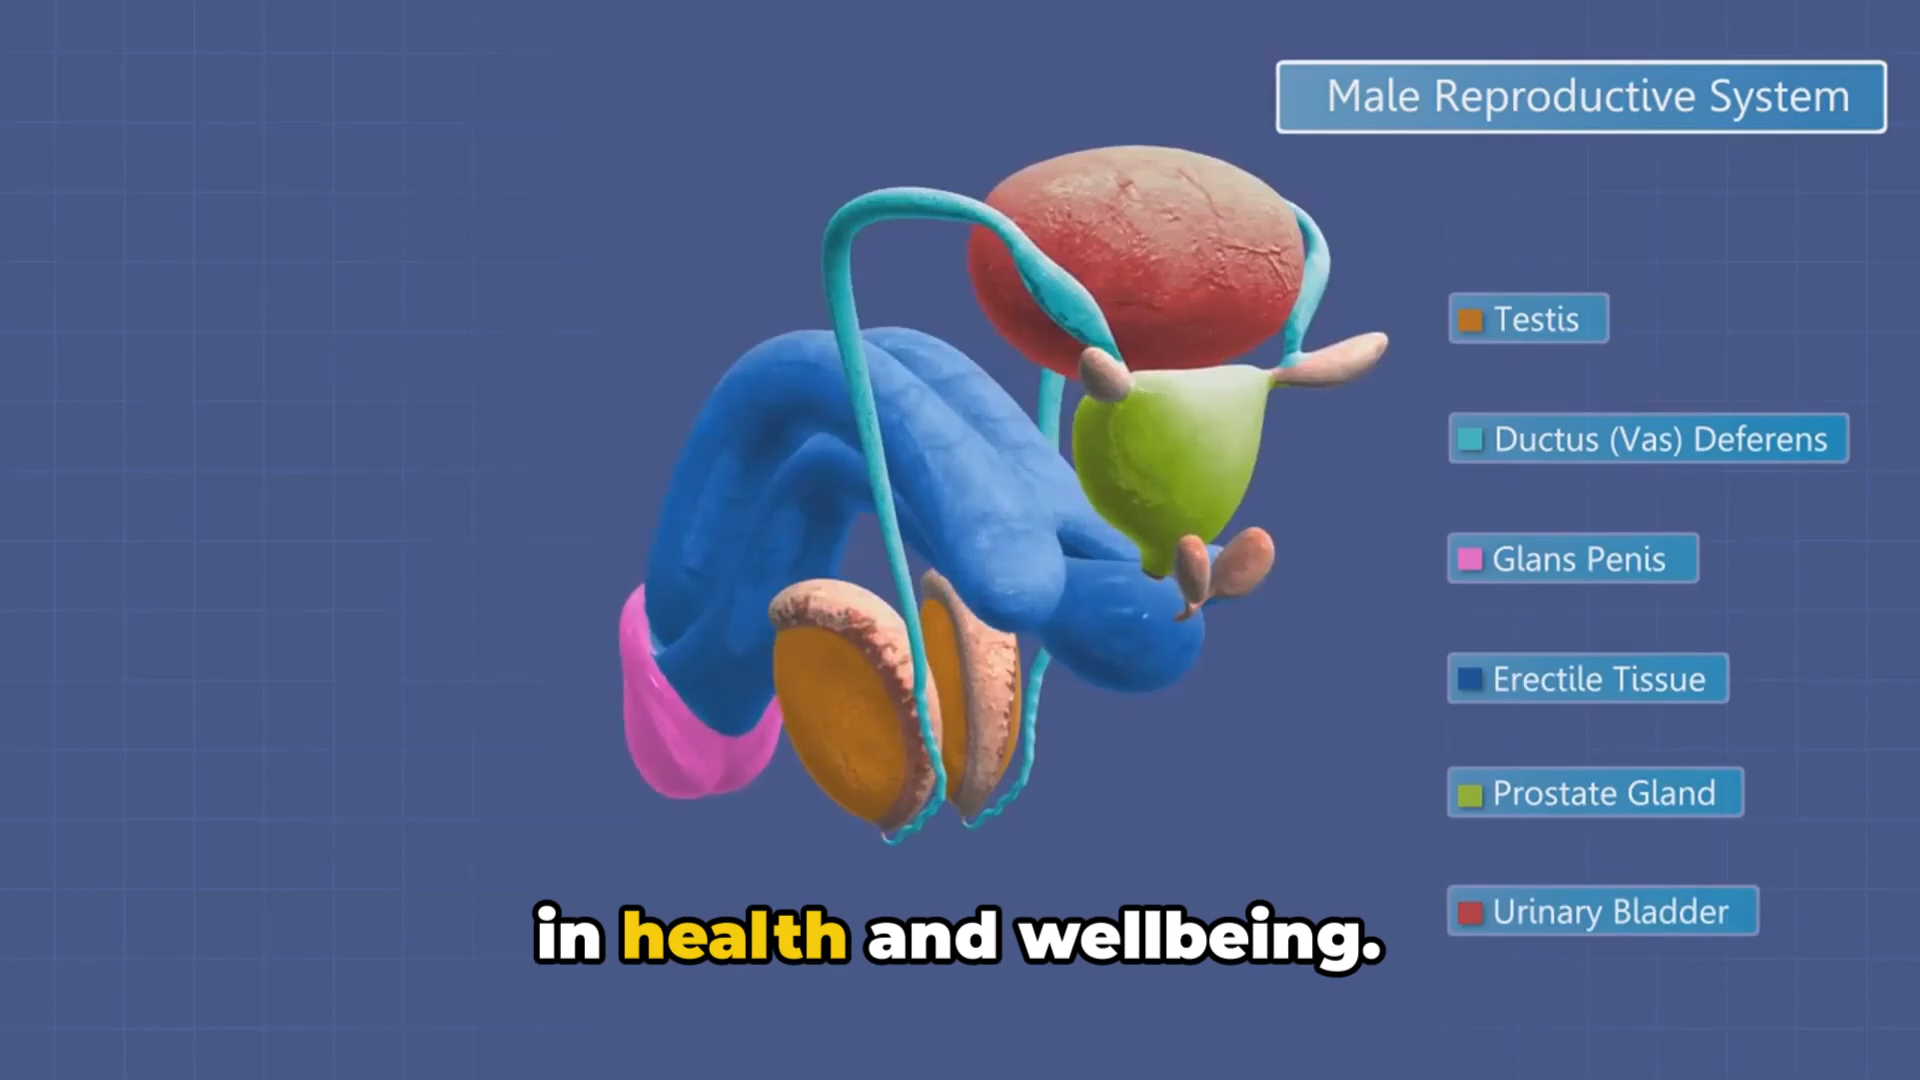 Male Reproductive System
Testis
Ductus (Vas) Deferens
Glans Penis
Erectile Tissue
Prostate Gland
Urinary Bladder
in health and wellbeing.